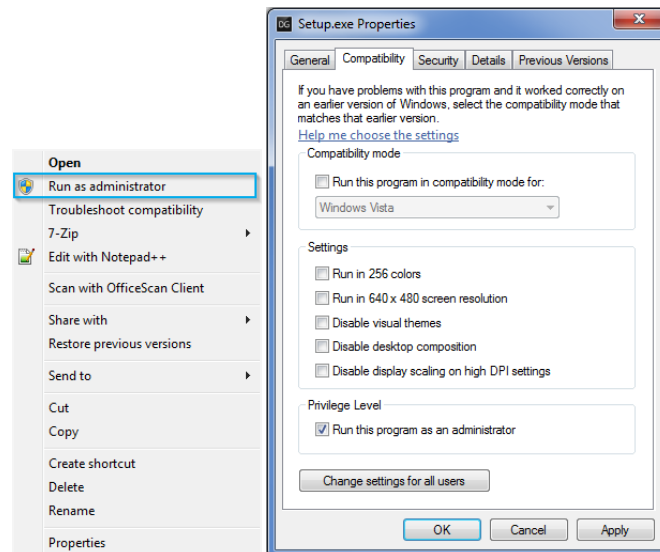 Open
Run as administrator
Troubleshoot compatibility
7-Zip
Edit with Notepad++
Scan with OfficeScan Client
Share with
Restore previous versions
Send to
Cut
Copy
Create shortcut
Delete
Rename
Properties
DG Setup.exe Properties
General Compatibility Security Details Previous Versions
If you have problems with this program and it worked correctly on
an earlier version of Windows, select the compatibility mode that
matches that earlier version.
Help me choose the settings
Compatibility mode
Run this program in compatibility mode for:
Windows Vista
Settings
Run in 256 colors
Run in 640 x 480 screen resolution
Disable visual themes
Disable desktop composition
Disable display scaling on high DPI settings
Privilege Level
Run this program as an administrator
Change settings for all users
OK Cancel Apply